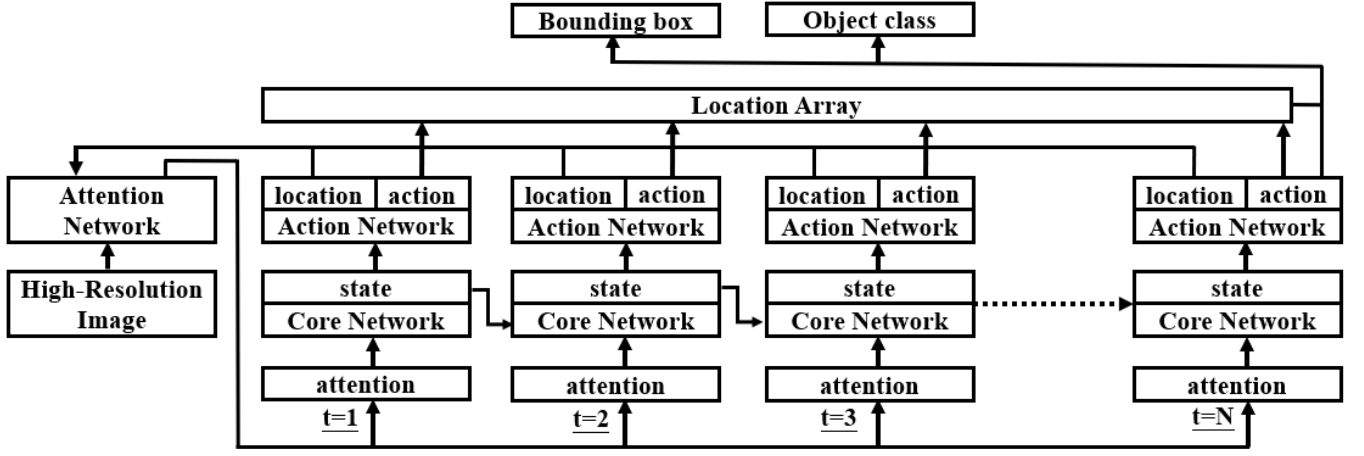 Bounding box
Object class
Location Array
Attention
Network
High-Resolution
Image
location action
Action Network
state
Core Network
attention
t=1
location action
Action Network
state
Core Network
attention
t=2
location action
Action Network
state
Core Network
attention
t=3
location action
Action Network
state
Core Network
attention
t=N